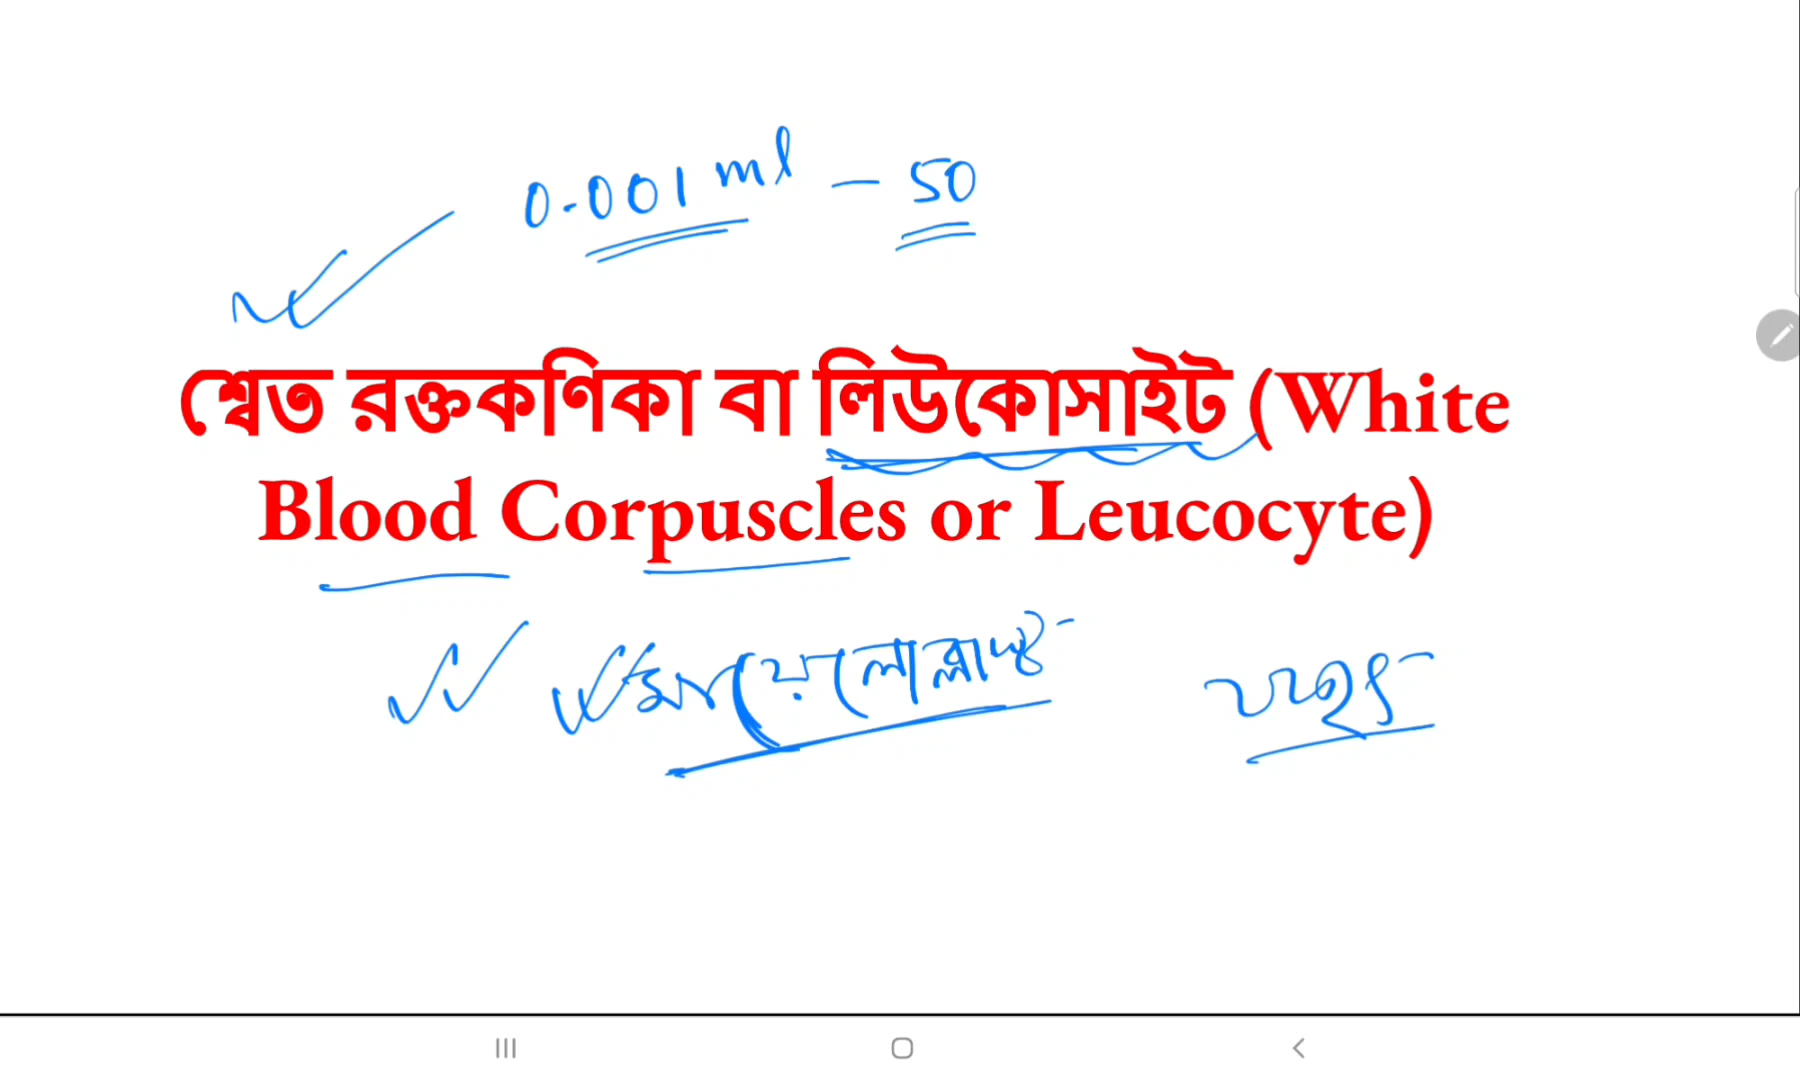 0.001 ml – 50
শ্বেত রক্তকণিকা বা লিউকোসাইট (White
Blood Corpuscles or Leucocyte)